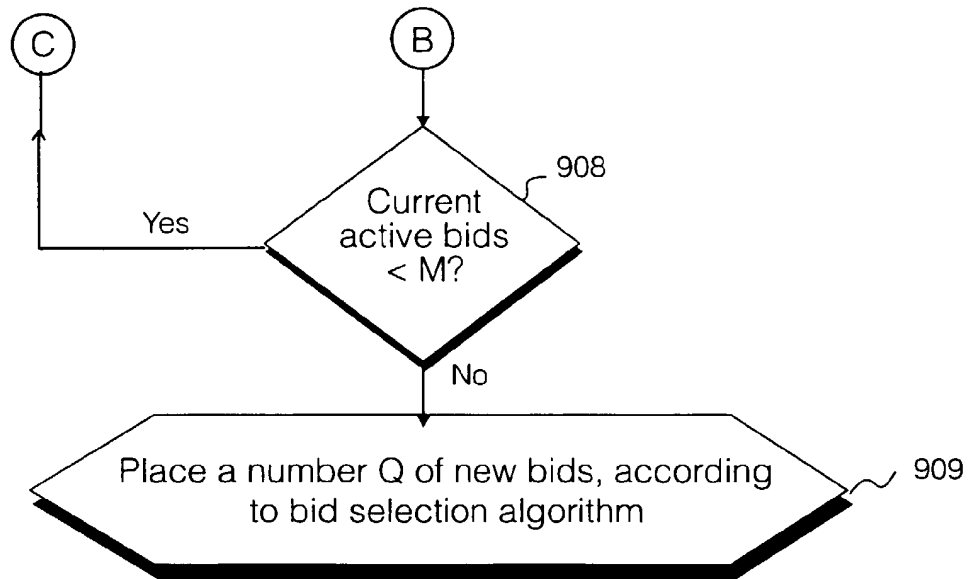 C
B
908
Current
active bids
< M?
Yes
No
Place a number Q of new bids, according
to bid selection algorithm
909